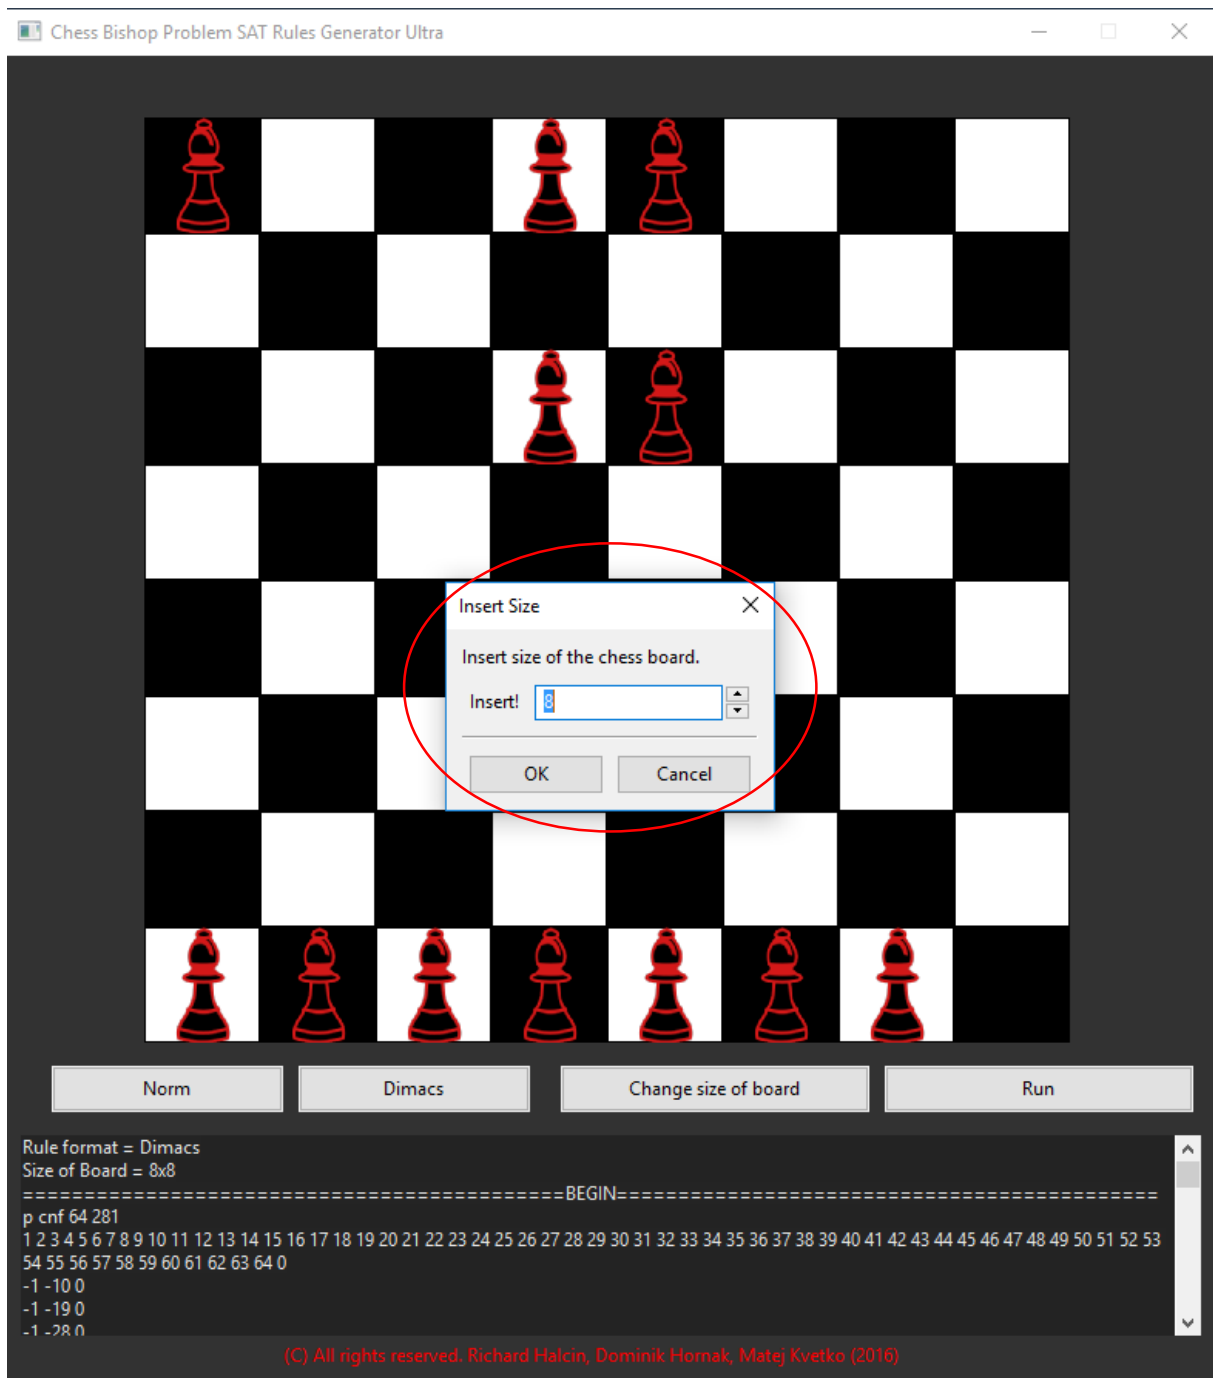 Chess Bishop Problem SAT Rules Generator Ultra
Insert Size
Insert size of the chess board.
Insert!
8
OK Cancel
Norm Dimacs Change size of board Run
Rule format = Dimacs
Size of Board = 8x8
============================================BEGIN============================================
p cnf 64 281
1 2 3 4 5 6 7 8 9 10 11 12 13 14 15 16 17 18 19 20 21 22 23 24 25 26 27 28 29 30 31 32 33 34 35 36 37 38 39 40 41 42 43 44 45 46 47 48 49 50 51 52 53
54 55 56 57 58 59 60 61 62 63 64 0
-1 -10 0
-1 -19 0
-1 -28 0
(C) All rights reserved. Richard Halcin, Dominik Hornak, Matej Kvetko (2016)